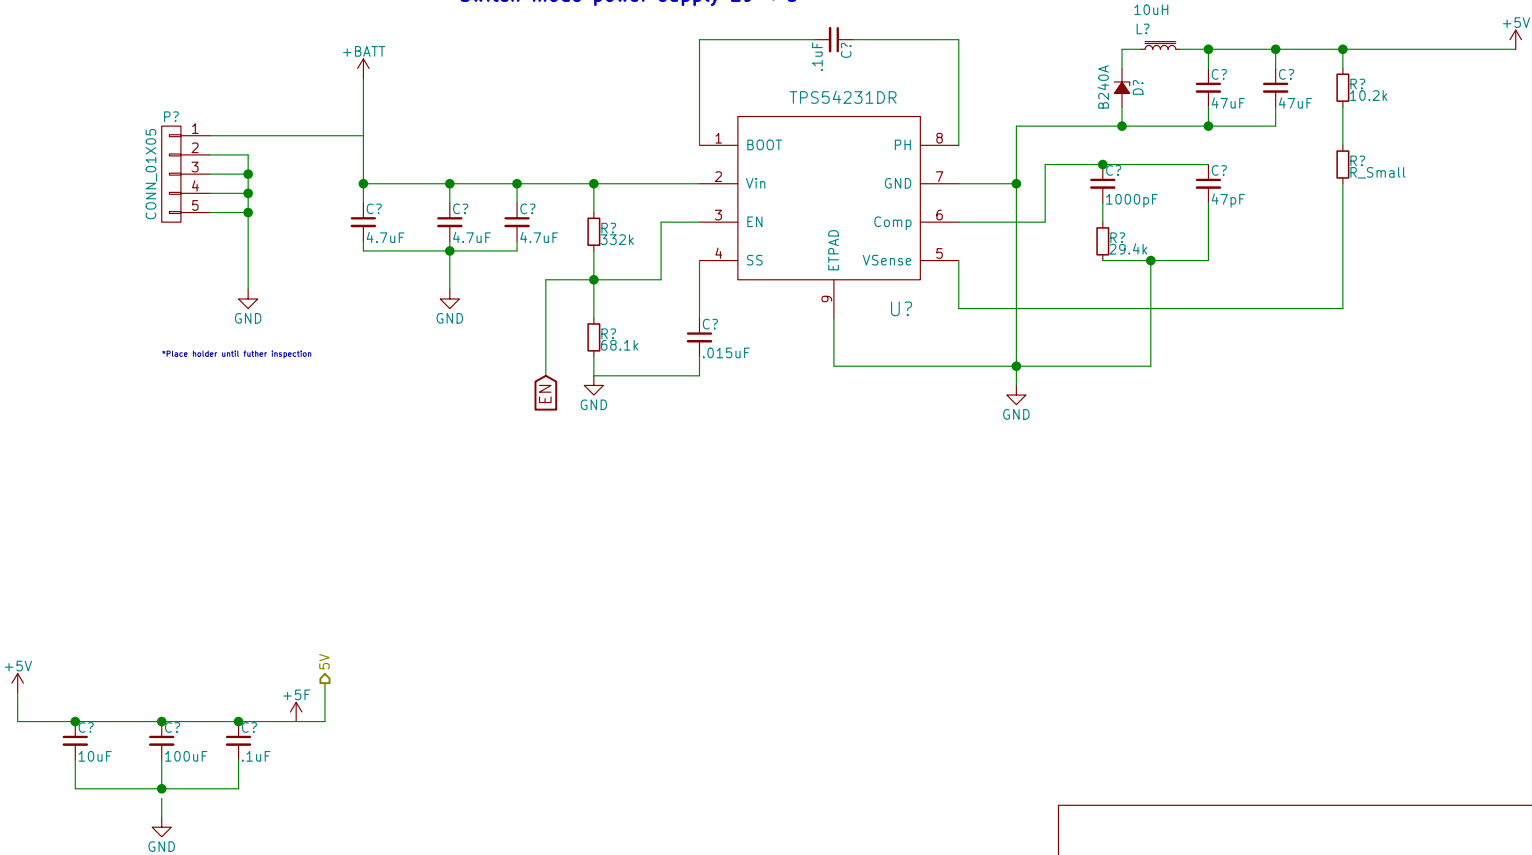 +BATT
P?
CONN_01X05
1
2
3
4
5
GND
*Place holder until futher inspection
C?
4.7uF
C?
4.7uF
C?
4.7uF
GND
R?
332k
R?
68.1k
EN
GND
C?
.015uF
.1uF
C?
TPS54231DR
1
BOOT
2
Vin
3
EN
4
SS
PH
8
GND
7
Comp
6
VSense
5
ETPAD
9
U?
10uH
L?
B240A
D?
C?
47uF
C?
47uF
+5V
R?
10.2k
R?
R_Small
C?
1000pF
C?
47pF
R?
29.4k
GND
+5V
C?
10uF
C?
100uF
C?
.1uF
+5F
5V
GND